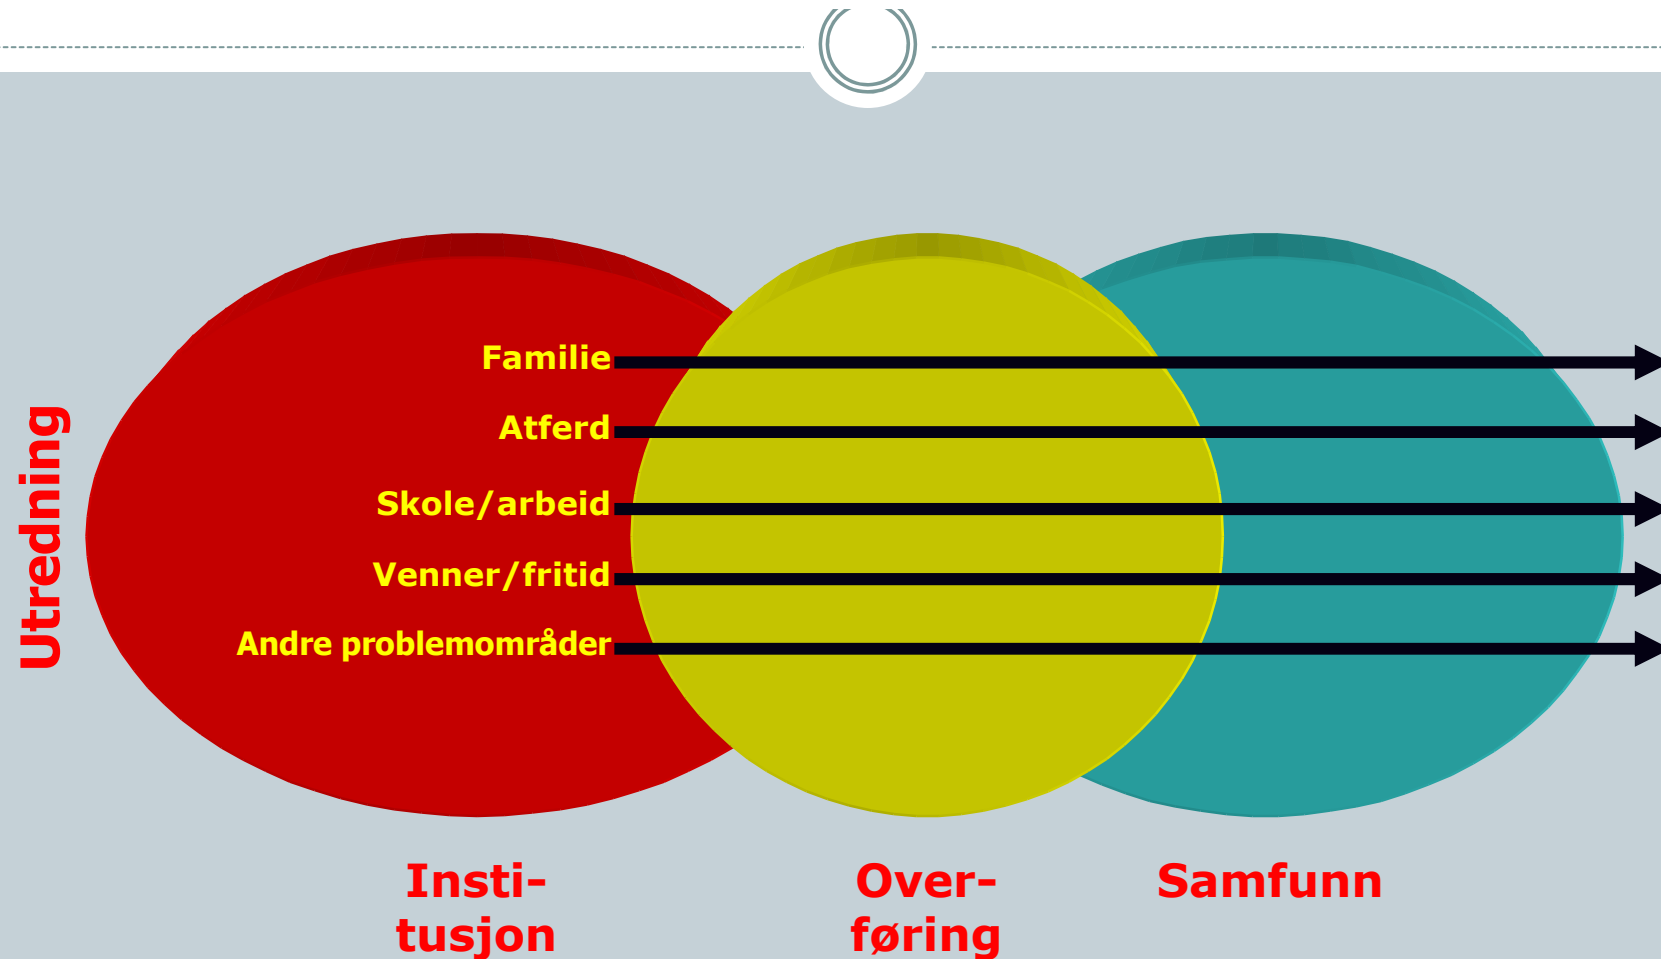 Utredning
Familie
Atferd
Skole/arbeid
Venner/fritid
Andre problemområder
Insti-
tusjon
Over-
føring
Samfunn